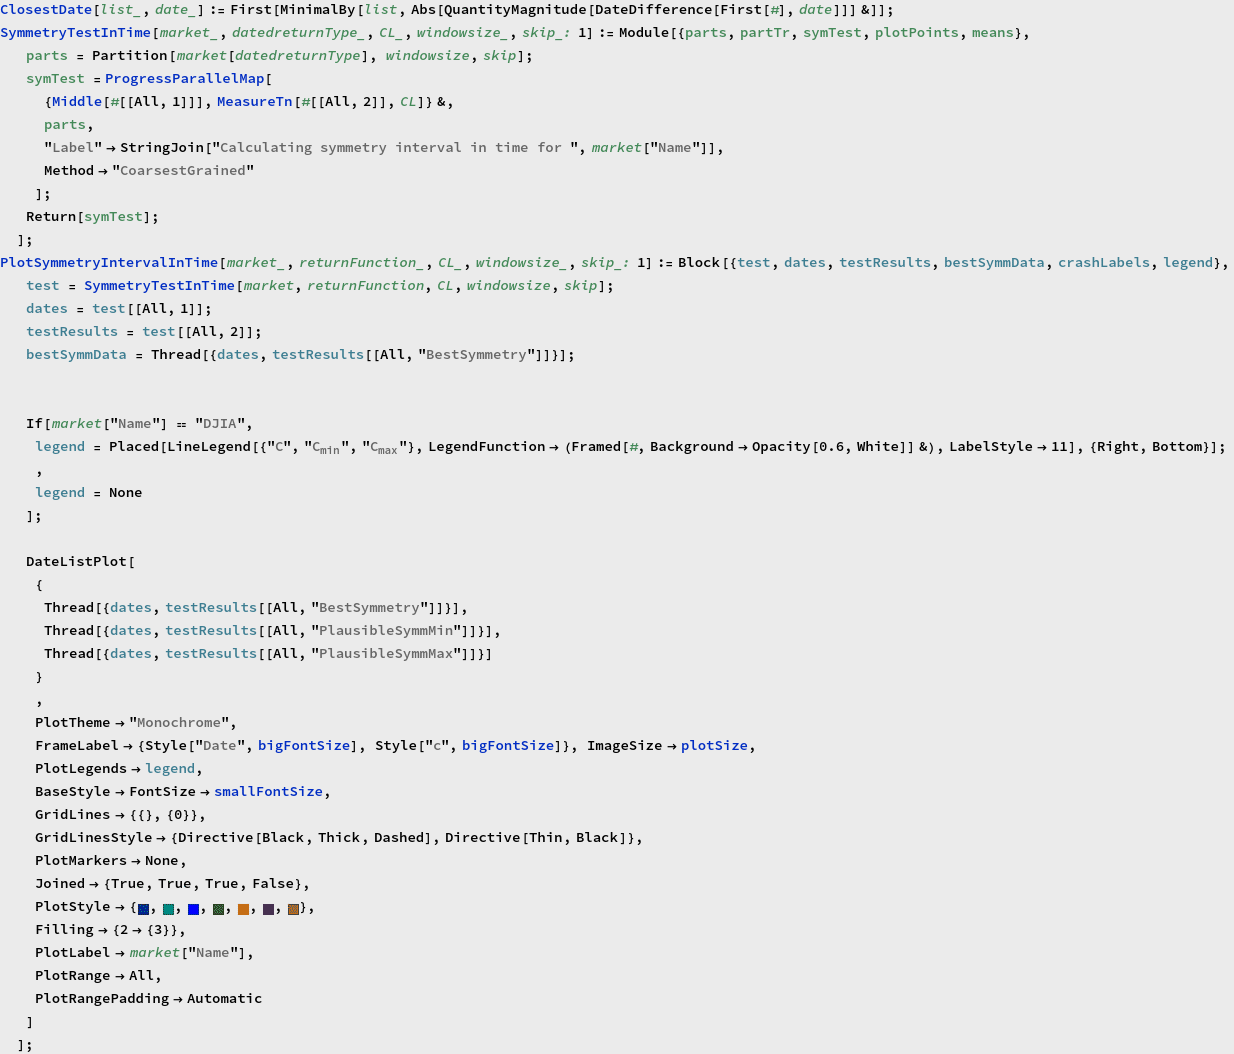 ClosestDate[list_, date_] := First[MinimalBy[list, Abs[QuantityMagnitude[DateDifference[First[#], date]]] &]];
SymmetryTestInTime[market_, datedreturnType_, CL_, windowsize_, skip_: 1] := Module[{parts, partTr, symTest, plotPoints, means},
parts = Partition[market[datedreturnType], windowsize, skip];
symTest = ProgressParallelMap[
{Middle[#[[All, 1]]], MeasureTn[#[[All, 2]], CL]} &,
parts,
"Label" → StringJoin["Calculating symmetry interval in time for ", market["Name"]],
Method → "CoarsestGrained"
];
Return[symTest];
];
PlotSymmetryIntervalInTime[market_, returnFunction_, CL_, windowsize_, skip_: 1] := Block[{test, dates, testResults, bestSymmData, crashLabels, legend},
test = SymmetryTestInTime[market, returnFunction, CL, windowsize, skip];
dates = test[[All, 1]];
testResults = test[[All, 2]];
bestSymmData = Thread[{dates, testResults[[All, "BestSymmetry"]]}];
If[market["Name"] == "DJIA",
legend = Placed[LineLegend[{"C", "Cmin", "Cmax"}, LegendFunction → (Framed[#, Background → Opacity[0.6, White]] &), LabelStyle → 11], {Right, Bottom}];
,
legend = None
];
DateListPlot[
{
Thread[{dates, testResults[[All, "BestSymmetry"]]}],
Thread[{dates, testResults[[All, "PlausibleSymmMin"]]}],
Thread[{dates, testResults[[All, "PlausibleSymmMax"]]}]
}
,
PlotTheme → "Monochrome",
FrameLabel → {Style["Date", bigFontSize], Style["c", bigFontSize]}, ImageSize → plotSize,
PlotLegends → legend,
BaseStyle → FontSize → smallFontSize,
GridLines → {{}, {0}},
GridLinesStyle → {Directive[Black, Thick, Dashed], Directive[Thin, Black]},
PlotMarkers → None,
Joined → {True, True, True, False},
PlotStyle → {, , , , , , },
Filling → {2 → {3}},
PlotLabel → market["Name"],
PlotRange → All,
PlotRangePadding → Automatic
]
];